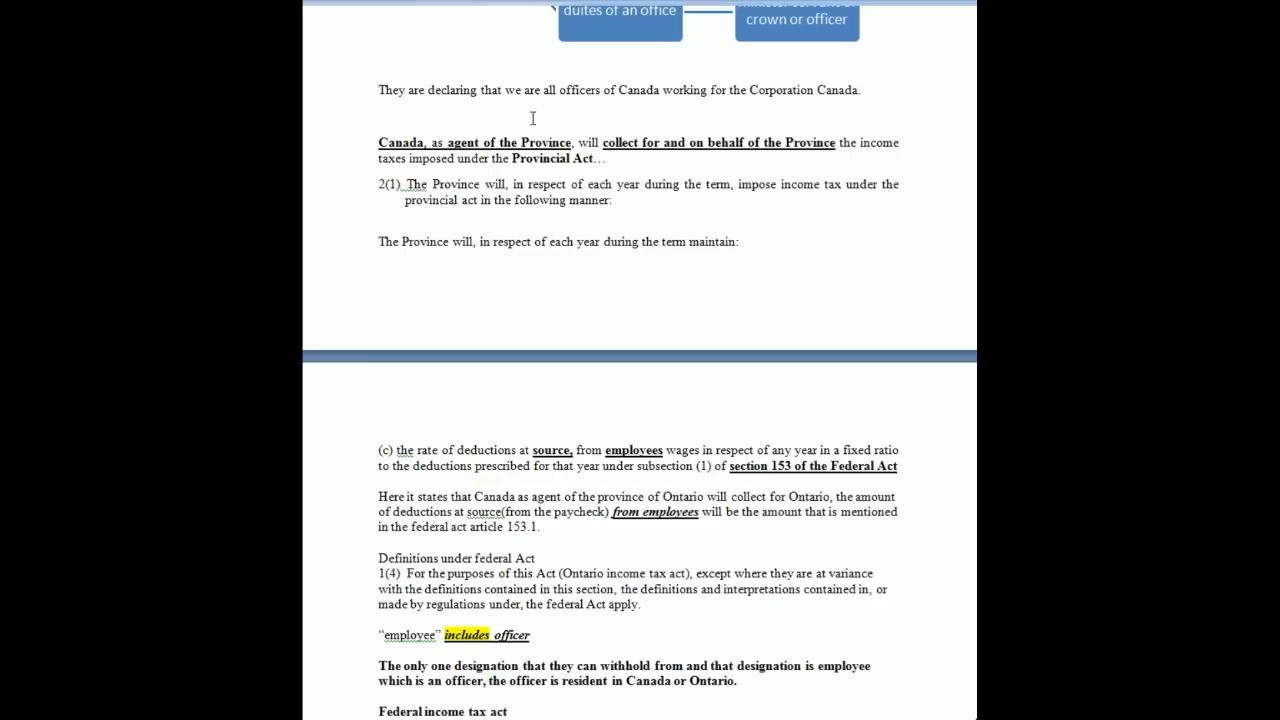 duites of an office
crown or officer
They are declaring that we are all officers of Canada working for the Corporation Canada.
Canada, as agent of the Province, will collect for and on behalf of the Province the income
taxes imposed under the Provincial Act…
2(1) The Province will, in respect of each year during the term, impose income tax under the
provincial act in the following manner:
The Province will, in respect of each year during the term maintain:
(c) the rate of deductions at source, from employees wages in respect of any year in a fixed ratio
to the deductions prescribed for that year under subsection (1) of section 153 of the Federal Act
Here it states that Canada as agent of the province of Ontario will collect for Ontario, the amount
of deductions at source(from the paycheck) from employees will be the amount that is mentioned
in the federal act article 153.1.
Definitions under federal Act
1(4) For the purposes of this Act (Ontario income tax act), except where they are at variance
with the definitions contained in this section, the definitions and interpretations contained in, or
made by regulations under, the federal Act apply.
“employee” includes officer
The only one designation that they can withhold from and that designation is employee
which is an officer, the officer is resident in Canada or Ontario.
Federal income tax act